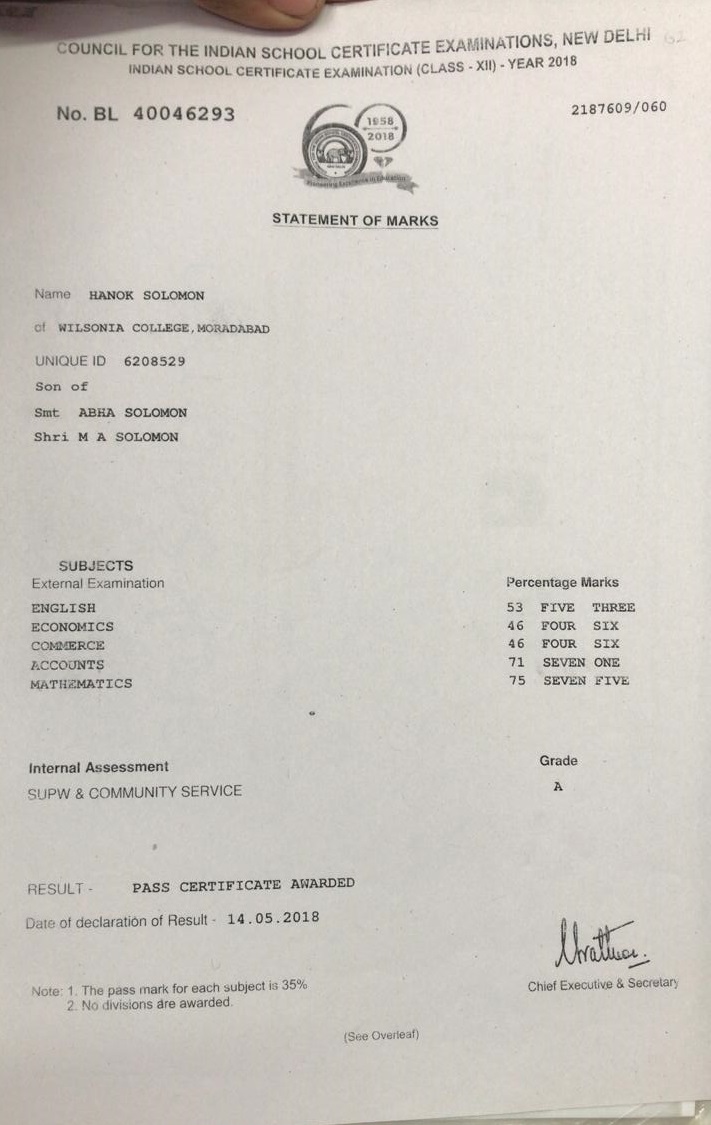 COUNCIL FOR THE INDIAN SCHOOL CERTIFICATE EXAMINATIONS, NEW DELHI
INDIAN SCHOOL CERTIFICATE EXAMINATION (CLASS - XII) - YEAR 2018
No. BL 40046293 2187609/060
60
1958
2018
Pioneering Excellence in Education
STATEMENT OF MARKS
Name HANOK SOLOMON
of WILSONIA COLLEGE, MORADABAD
UNIQUE ID 6208529
Son of
Smt ABHA SOLOMON
Shri M A SOLOMON
SUBJECTS
External Examination Percentage Marks
ENGLISH 53 FIVE THREE
ECONOMICS 46 FOUR SIX
COMMERCE 46 FOUR SIX
ACCOUNTS 71 SEVEN ONE
MATHEMATICS 75 SEVEN FIVE
Internal Assessment Grade
SUPW & COMMUNITY SERVICE A
RESULT - PASS CERTIFICATE AWARDED
Date of declaration of Result - 14.05.2018
Chief Executive & Secretary
Note: 1. The pass mark for each subject is 35%
2. No divisions are awarded.
(See Overleaf)